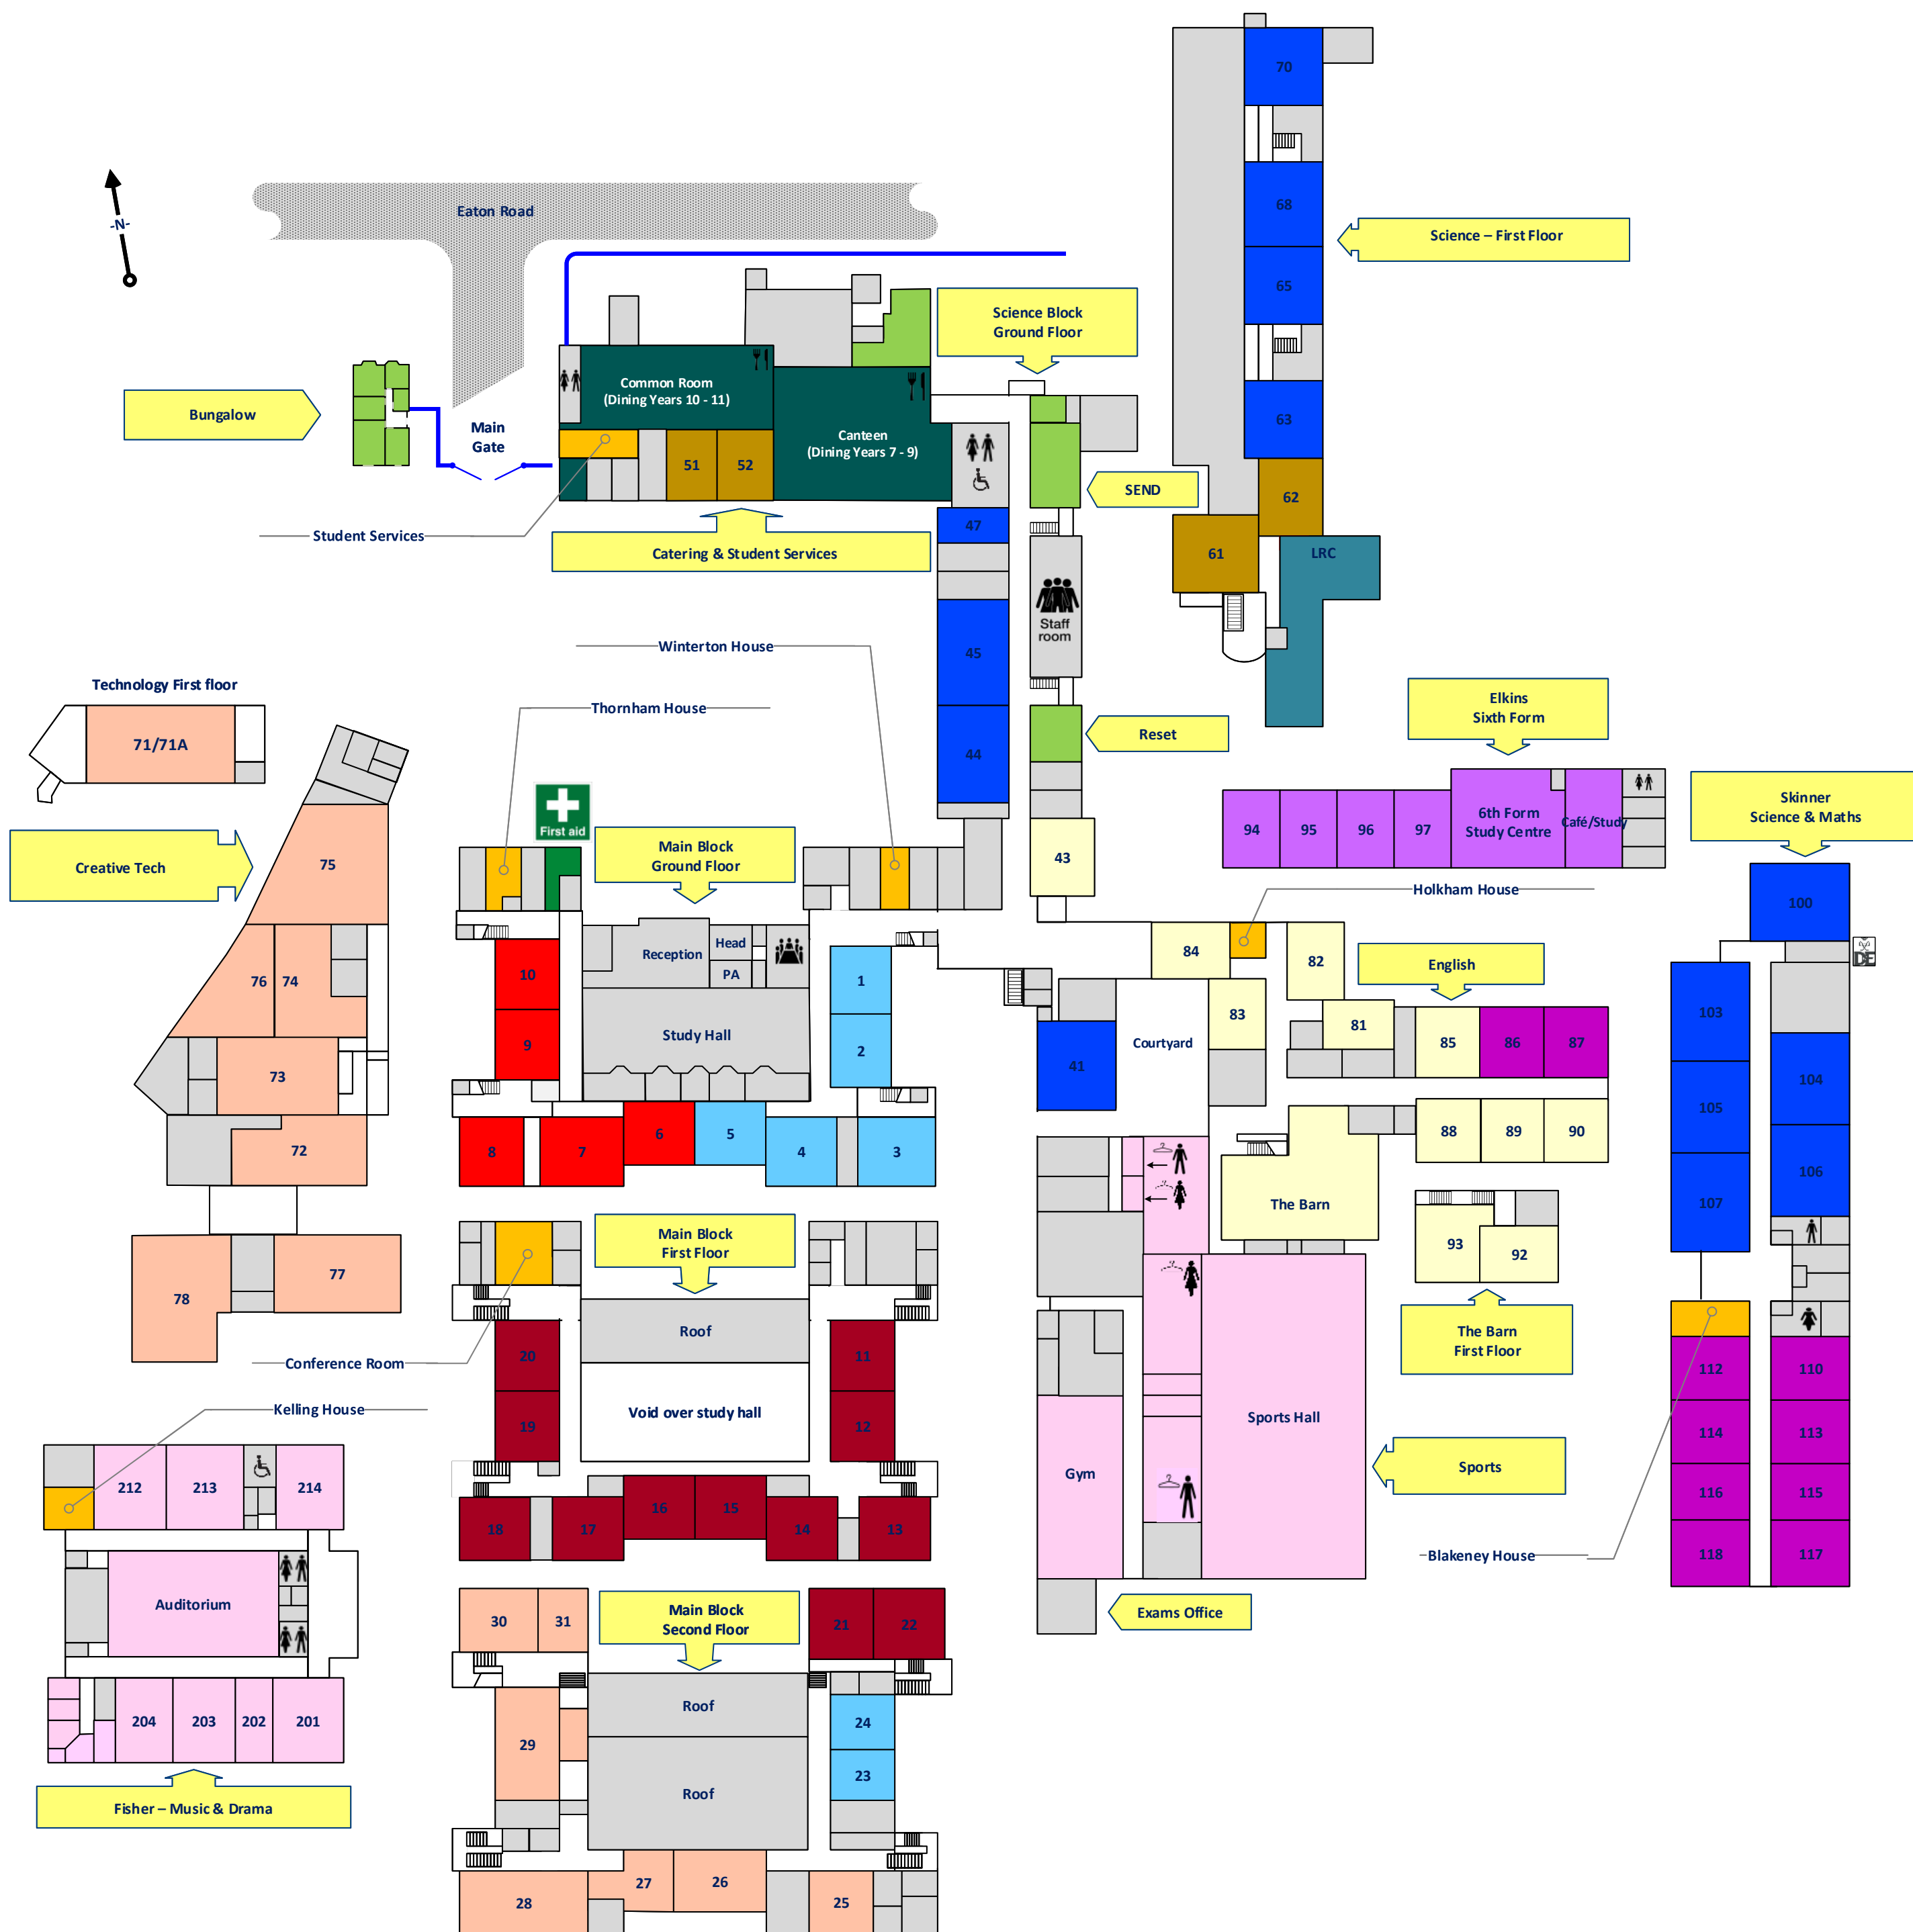 70
Eaton Road
-N-
68
Science – First Floor
65
Science Block
Ground Floor
Common Room
(Dining Years 10 - 11)
63
Bungalow
Main
Gate
Canteen
(Dining Years 7 - 9)
51
52
SEND
62
47
Student Services
Catering & Student Services
61
LRC
Staff
room
Winterton House
45
Technology First floor
Thornham House
Elkins
Sixth Form
71/71A
Reset
44
First aid
Skinner
Science & Maths
94
95
96
97
6th Form
Study Centre
Café/Study
Creative Tech
75
Main Block
Ground Floor
43
Holkham House
100
Reception
Head
PA
84
82
English
DE
10
76
74
1
83
81
85
86
87
103
9
Study Hall
2
Courtyard
41
104
73
105
6
5
88
89
90
8
7
4
3
72
106
The Barn
107
Main Block
First Floor
93
92
78
77
Roof
The Barn
First Floor
Conference Room
20
11
112
110
Kelling House
19
Void over study hall
12
Sports Hall
114
113
Gym
Sports
212
213
214
116
115
18
17
16
15
14
13
Blakeney House
118
117
Auditorium
30
31
Main Block
Second Floor
21
22
Exams Office
Roof
204
203
202
201
29
24
23
Roof
Fisher – Music & Drama
28
27
26
25